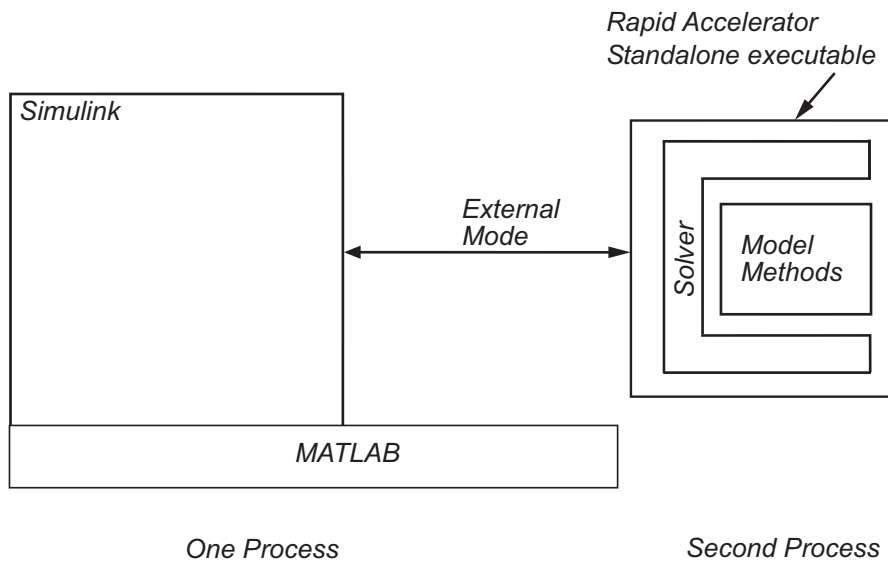 Rapid Accelerator
Standalone executable
Simulink
External
Mode
Solver
Model
Methods
MATLAB
One Process
Second Process